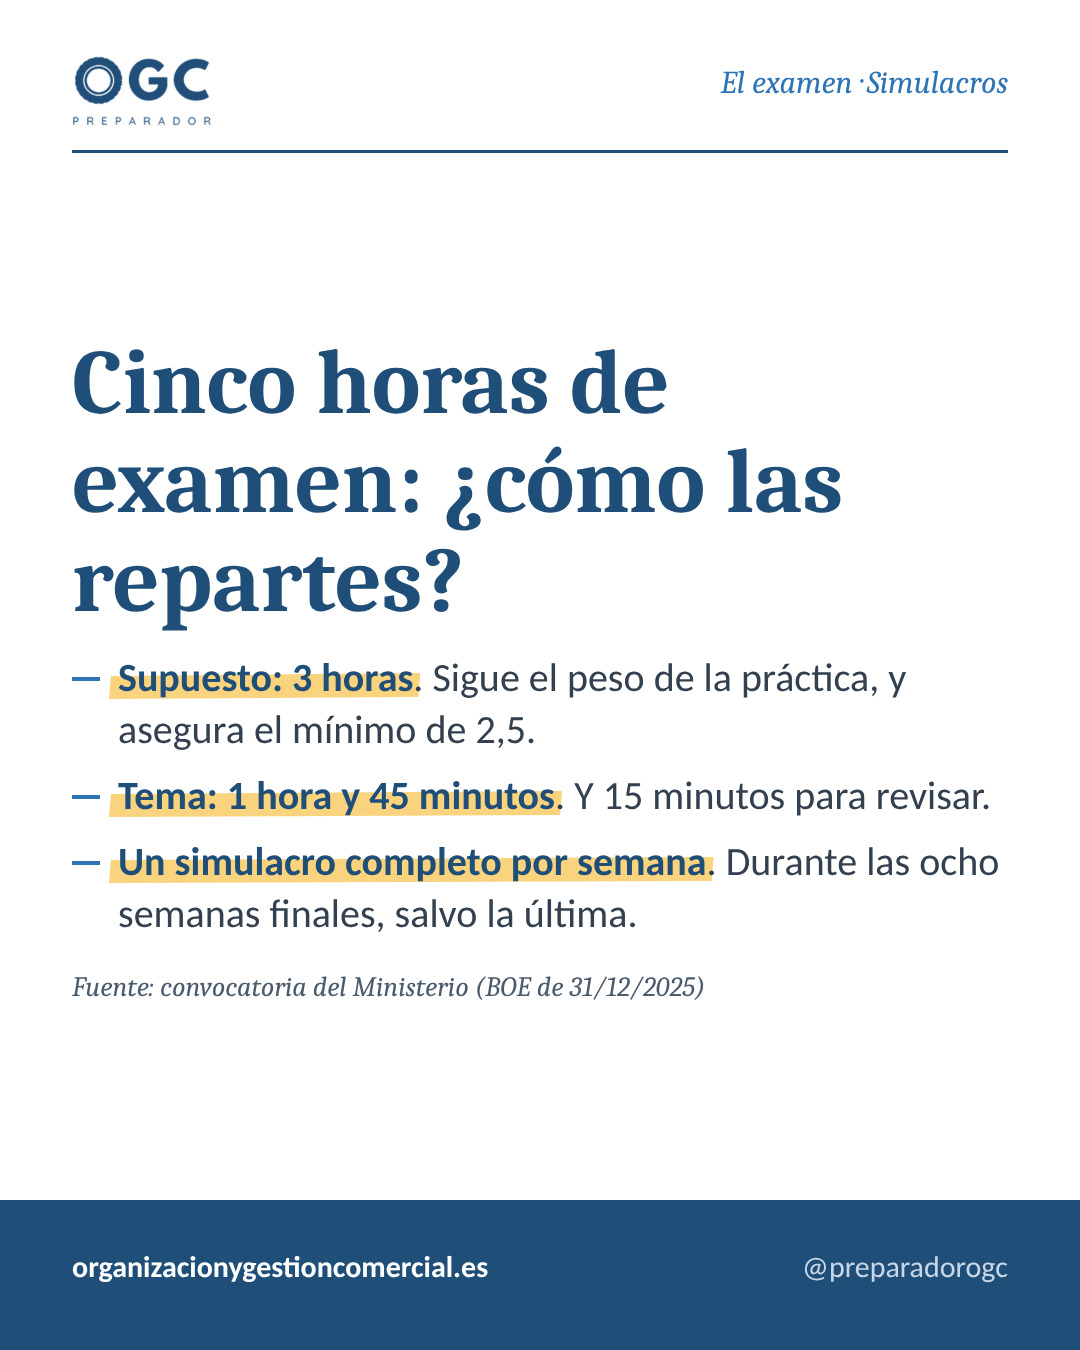 OGC
PREPARADOR
El examen · Simulacros
Cinco horas de
examen: ¿cómo las
repartes?
— Supuesto: 3 horas. Sigue el peso de la práctica, y
asegura el mínimo de 2,5.
— Tema: 1 hora y 45 minutos. Y 15 minutos para revisar.
— Un simulacro completo por semana. Durante las ocho
semanas finales, salvo la última.
Fuente: convocatoria del Ministerio (BOE de 31/12/2025)
organizacionygestioncomercial.es
@preparadorogc